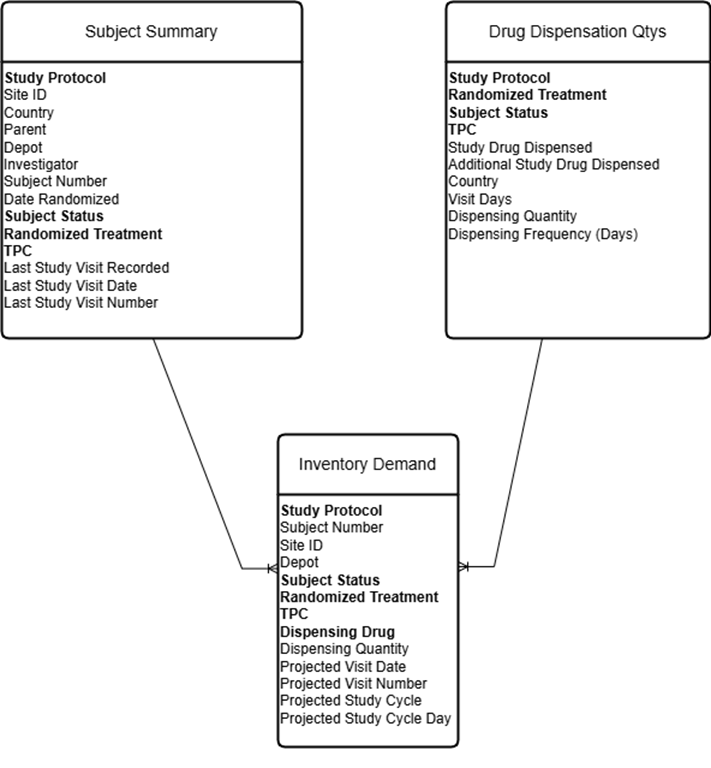 Subject Summary
Study Protocol
Site ID
Country
Parent
Depot
Investigator
Subject Number
Date Randomized
Subject Status
Randomized Treatment
TPC
Last Study Visit Recorded
Last Study Visit Date
Last Study Visit Number
Drug Dispensation Qtys
Study Protocol
Randomized Treatment
Subject Status
TPC
Study Drug Dispensed
Additional Study Drug Dispensed
Country
Visit Days
Dispensing Quantity
Dispensing Frequency (Days)
Inventory Demand
Study Protocol
Subject Number
Site ID
Depot
Subject Status
Randomized Treatment
TPC
Dispensing Drug
Dispensing Quantity
Projected Visit Date
Projected Visit Number
Projected Study Cycle
Projected Study Cycle Day